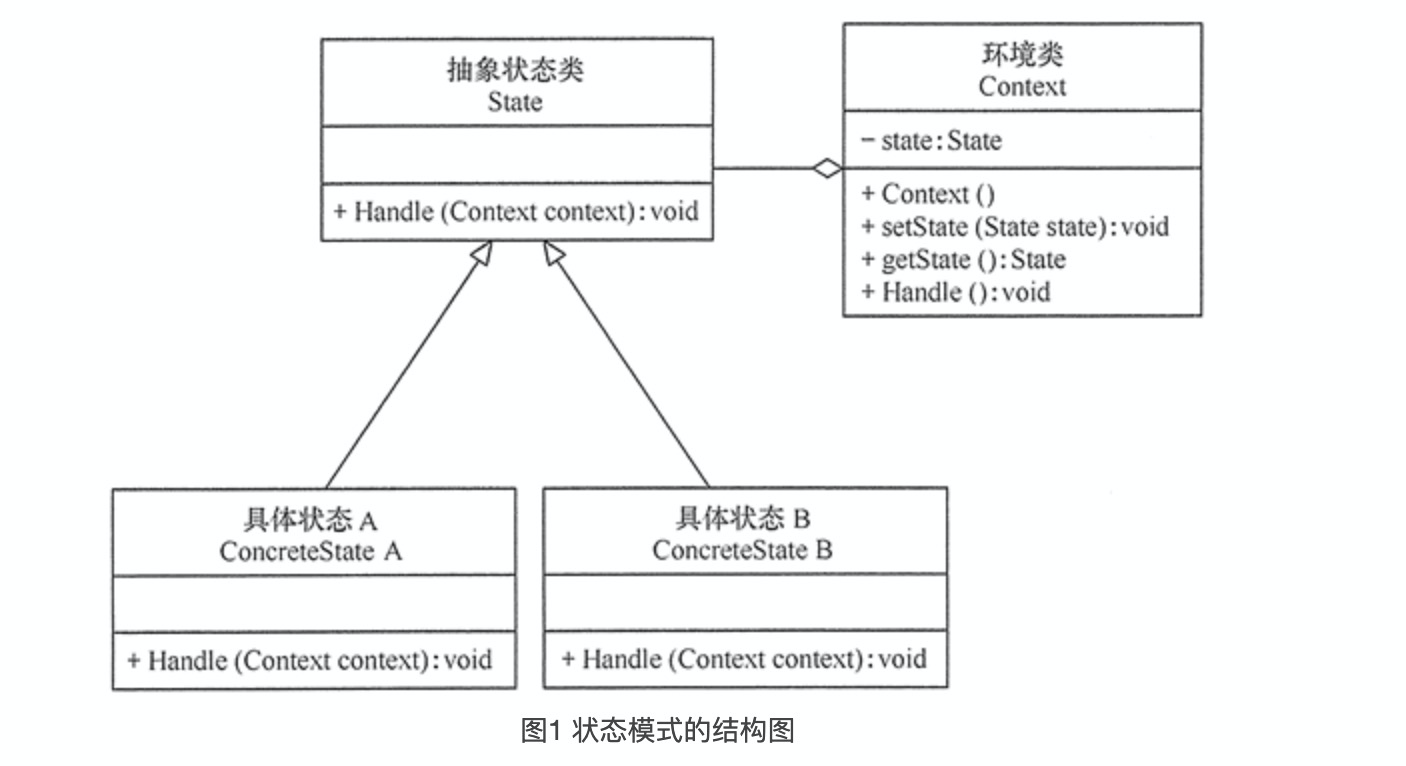 抽象状态类
State
+ Handle (Context context) : void
环境类
Context
− state : State
+ Context ()
+ setState (State state) : void
+ getState () : State
+ Handle () : void
具体状态 A
ConcreteState A
+ Handle (Context context) : void
具体状态 B
ConcreteState B
+ Handle (Context context) : void
图1 状态模式的结构图